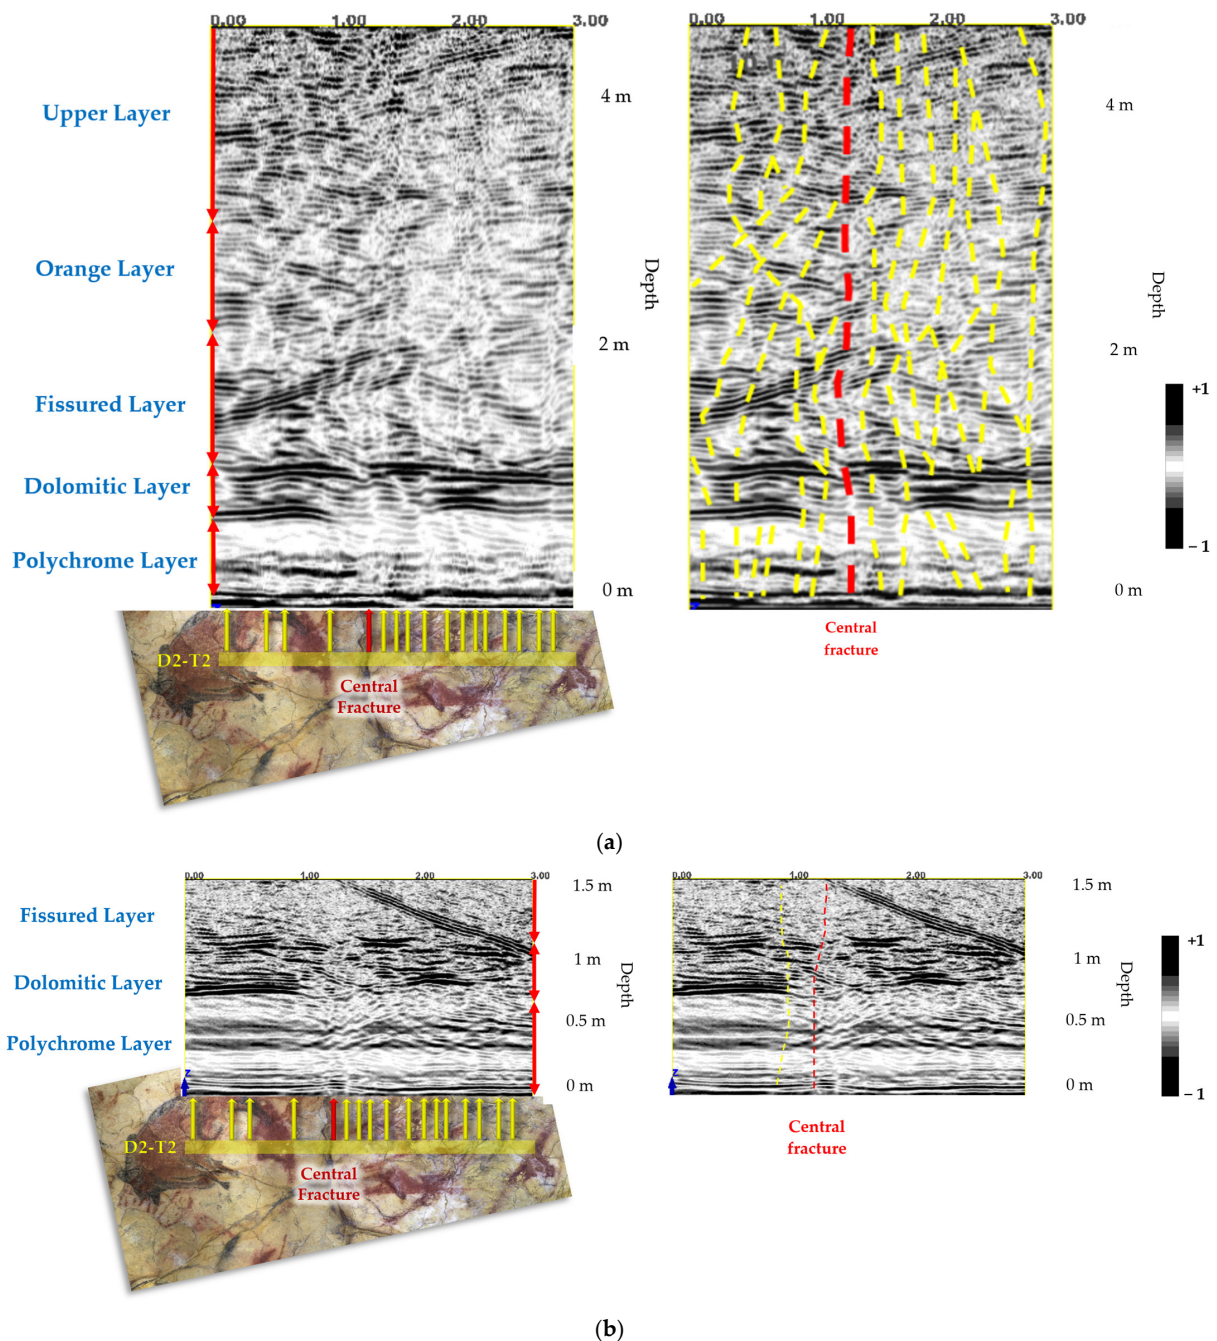 0.00 1.00 2.00 3.00
0.00 1.00 2.00 3.00
Upper Layer
4 m
4 m
Orange Layer
Depth
Depth
2 m
2 m
Fissured Layer
+1
Dolomitic Layer
Polychrome Layer
– 1
0 m
0 m
D2-T2
Central
Fracture
Central
fracture
(a)
0.00 1.00 2.00 3.00
0.00 1.00 2.00 3.00
1.5 m
1.5 m
Fissured Layer
+1
1 m
1 m
Depth
Depth
Dolomitic Layer
0.5 m
0.5 m
Polychrome Layer
Z
Z
0 m
0 m
– 1
D2-T2
Central
Fracture
Central
fracture
(b)